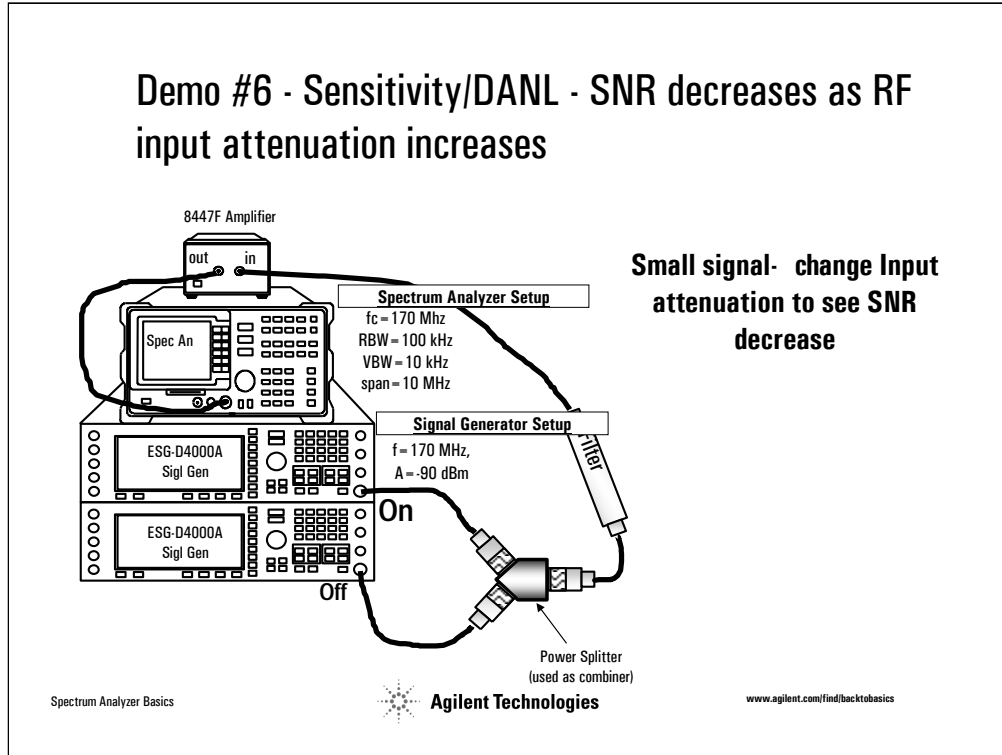 Demo #6 - Sensitivity/DANL - SNR decreases as RF
input attenuation increases
8447F Amplifier
out in
Small signal- change Input
attenuation to see SNR
decrease
Spectrum Analyzer Setup
fc = 170 Mhz
RBW = 100 kHz
VBW = 10 kHz
span = 10 MHz
Spec An
Signal Generator Setup
f = 170 MHz,
A = -90 dBm
Filter
ESG-D4000A
Sigl Gen
On
ESG-D4000A
Sigl Gen
Off
Power Splitter
(used as combiner)
Spectrum Analyzer Basics
Agilent Technologies
www.agilent.com/find/backtobasics